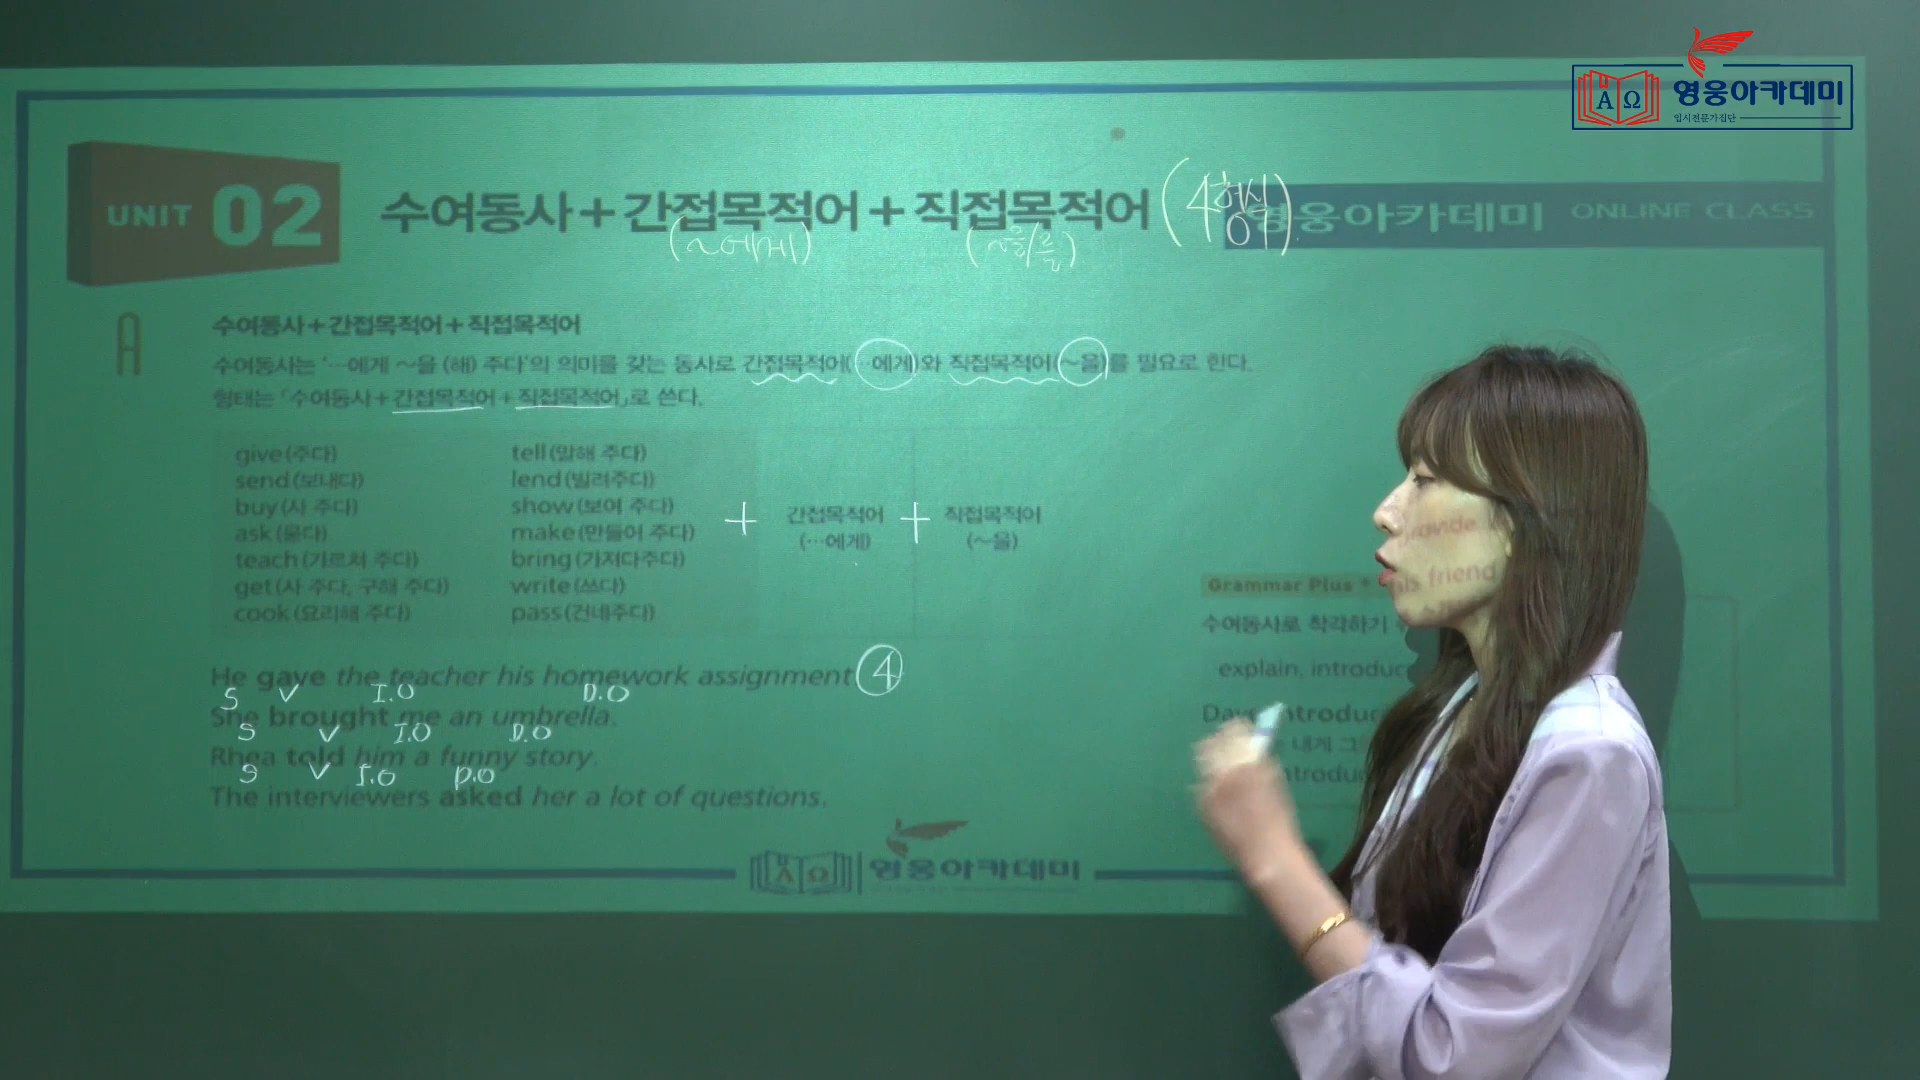 영웅아카데미
입시전문가집단
UNIT 02
수여동사+간접목적어+직접목적어 (4형식)
(~에게) (~을/를)
영웅아카데미 ONLINE CLASS
A
수여동사+간접목적어+직접목적어
수여동사는 '…에게 ~을 (해) 주다'의 의미를 갖는 동사로 간접목적어(…에게)와 직접목적어(~을)를 필요로 한다.
형태는 「수여동사+간접목적어+직접목적어」로 쓴다.
give (주다) tell (말해 주다)
send (보내다) lend (빌려주다)
buy (사 주다) show (보여 주다)
ask (묻다) make (만들어 주다)
teach (가르쳐 주다) bring (가져다주다)
get (사 주다, 구해 주다) write (쓰다)
cook (요리해 주다) pass (건네주다)
+ 간접목적어 + 직접목적어
(…에게) (~을)
He gave the teacher his homework assignment ④
S V I.O D.O
She brought me an umbrella.
S V I.O D.O
Rhea told him a funny story.
S V I.O D.O
The interviewers asked her a lot of questions.
provide
Grammar Plus • his friend
수여동사로 착각하기
explain,
내게
영웅아카데미